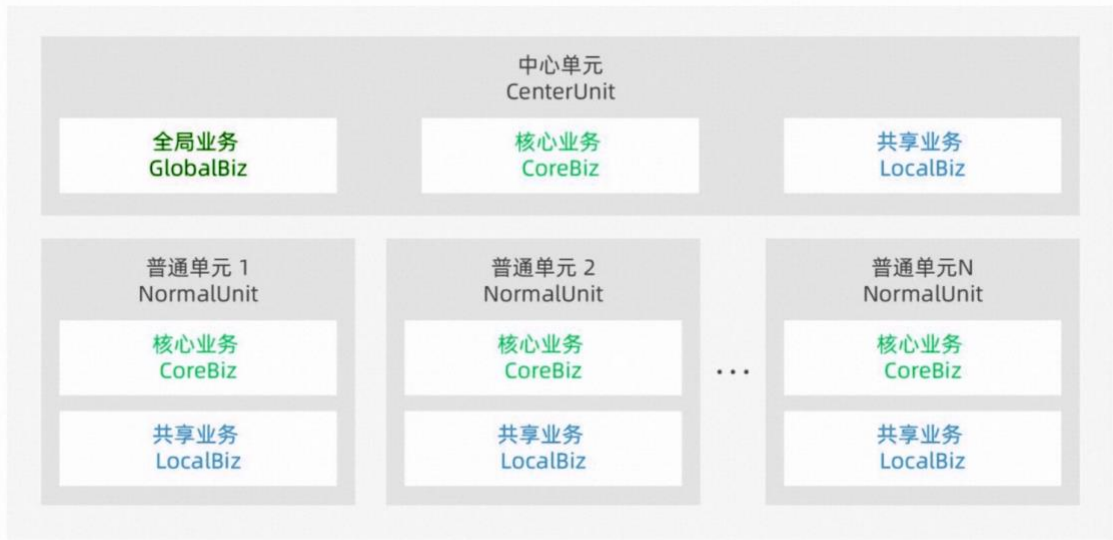 中心单元
CenterUnit
全局业务
GlobalBiz
核心业务
CoreBiz
共享业务
LocalBiz
普通单元 1
NormalUnit
核心业务
CoreBiz
共享业务
LocalBiz
普通单元 2
NormalUnit
核心业务
CoreBiz
共享业务
LocalBiz
...
普通单元N
NormalUnit
核心业务
CoreBiz
共享业务
LocalBiz